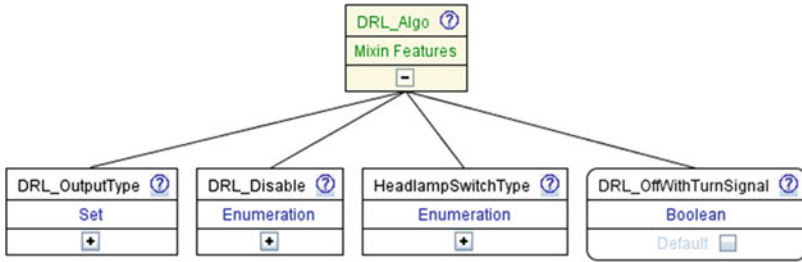 DRL_Algo ?
Mixin Features
DRL_OutputType ?
Set
DRL_Disable ?
Enumeration
HeadlampSwitchType ?
Enumeration
DRL_OffWithTurnSignal ?
Boolean
Default